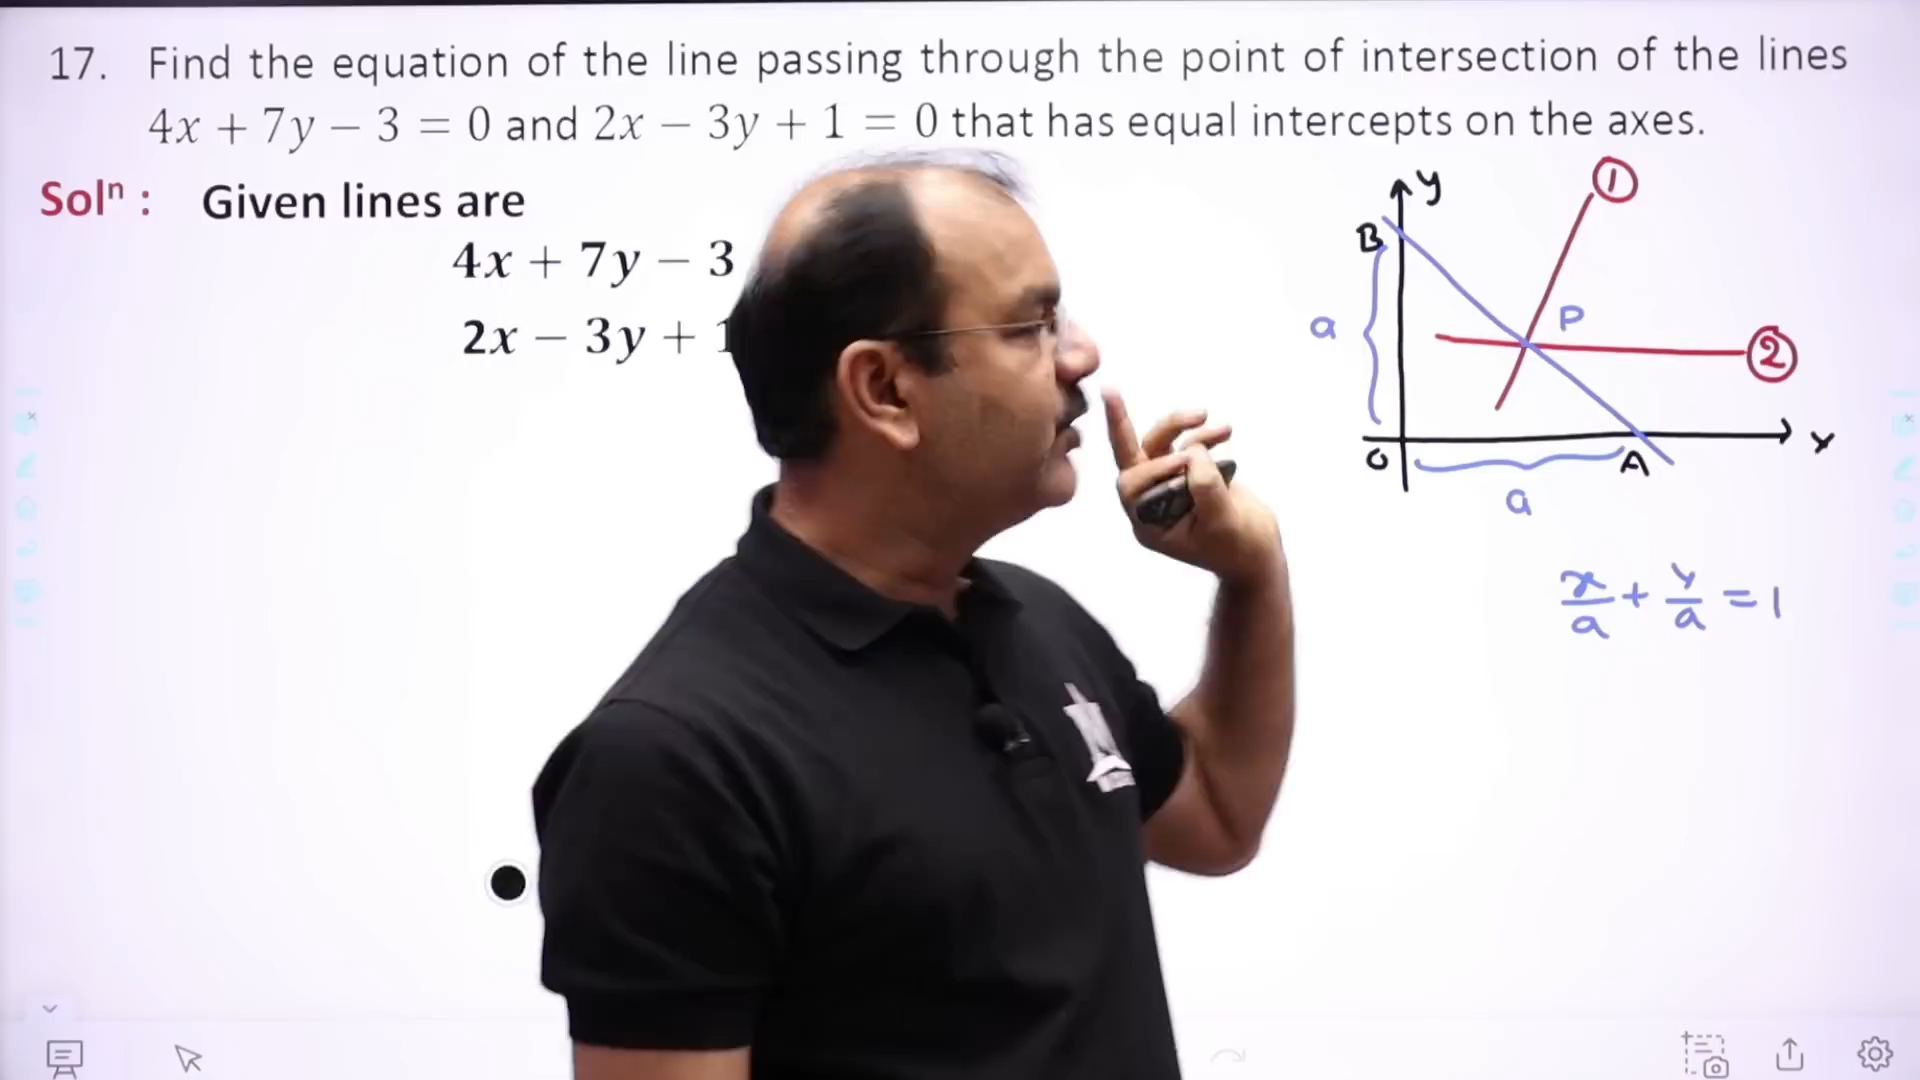 17. Find the equation of the line passing through the point of intersection of the lines
4x + 7y − 3 = 0 and 2x − 3y + 1 = 0 that has equal intercepts on the axes.
Solⁿ : Given lines are
4x + 7y − 3
2x − 3y + 1
y
1
B
P
a
2
O
A
x
a
x/a + y/a = 1